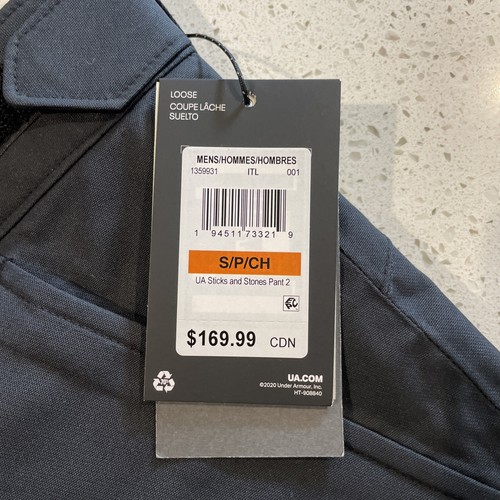 LOOSE
COUPE LÂCHE
SUELTO
MENS/HOMMES/HOMBRES
1359931 ITL 001
1 94511 73321 9
S/P/CH
UA Sticks and Stones Pant 2
$169.99 CDN
UA.COM
©2020 Under Armour, Inc.
HT-908840